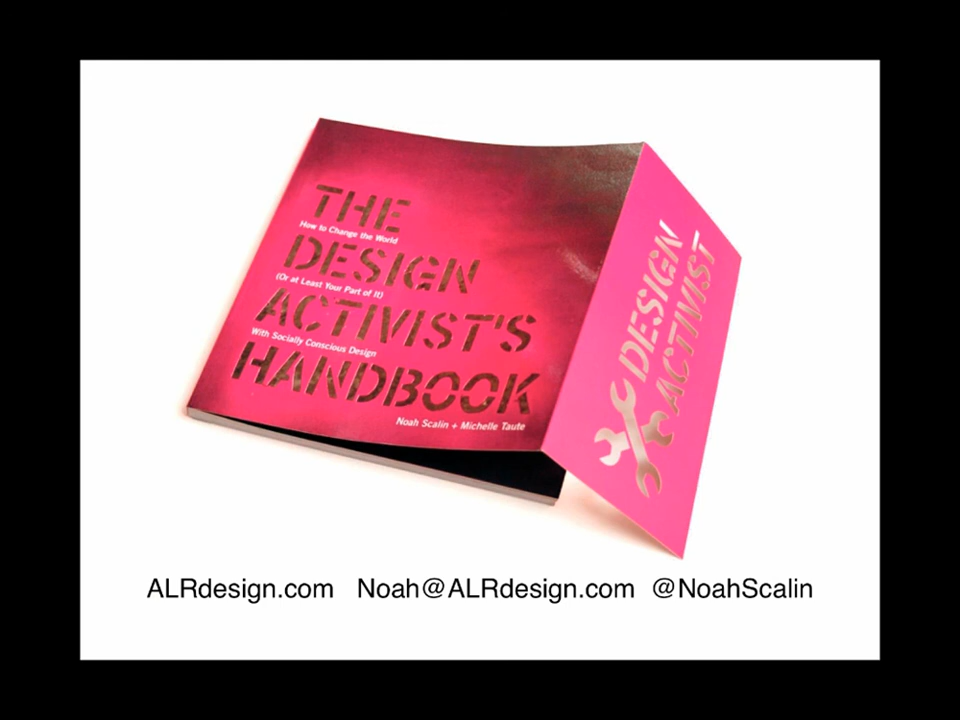 THE
How to Change the World
DESIGN
(Or at Least Your Part of It)
ACTIVIST'S
With Socially Conscious Design
HANDBOOK
Noah Scalin + Michelle Taute
DESIGN
ACTIVIST
ALRdesign.com Noah@ALRdesign.com @NoahScalin